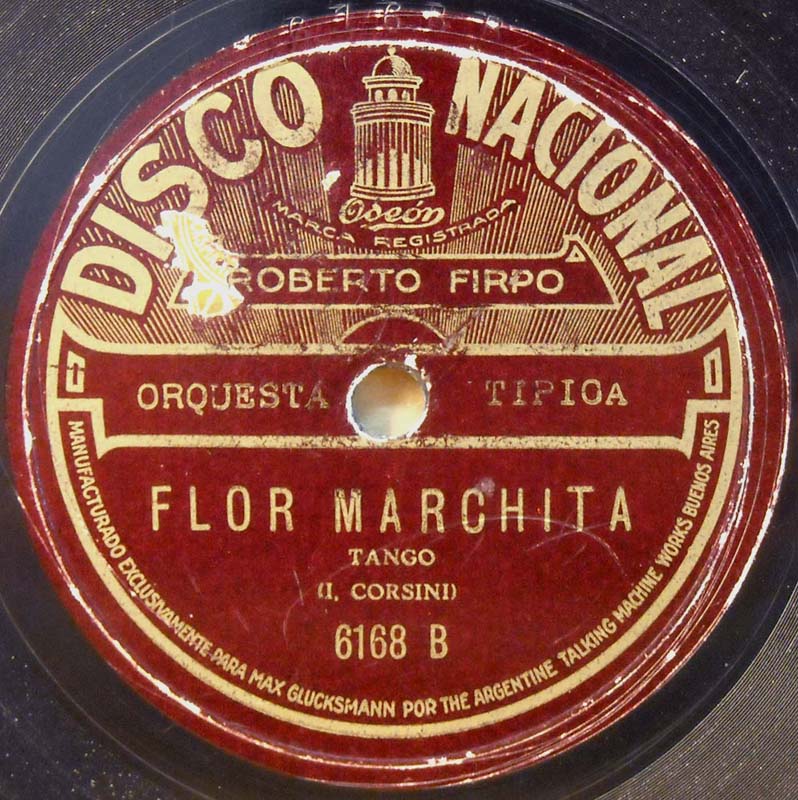 DISCO NACIONAL
Odeón
MARCA REGISTRADA
ROBERTO FIRPO
ORQUESTA TIPICA
FLOR MARCHITA
TANGO
(I. CORSINI)
6168 B
MANUFACTURADO EXCLUSIVAMENTE PARA MAX GLUCKSMANN POR THE ARGENTINE TALKING MACHINE WORKS BUENOS AIRES